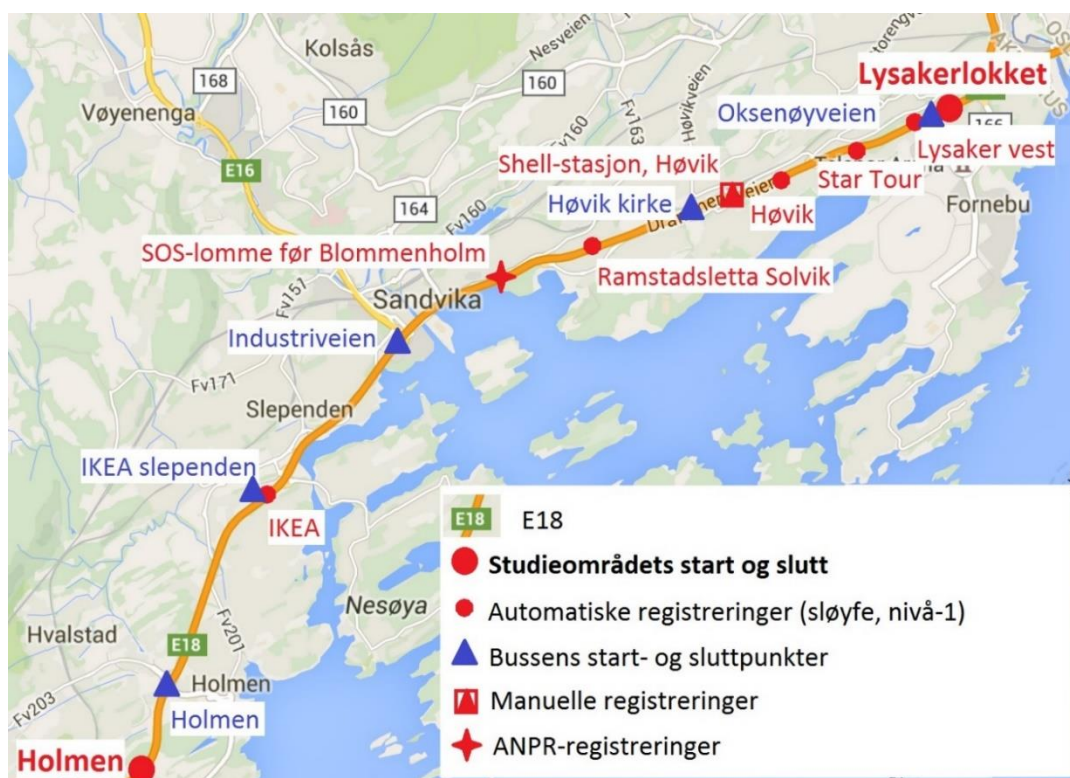 Kolsås
Nesveien
168
160
Vøyenenga
160
160
E16
Fv163
Høvikveien
Lysakerlokket
166
Oksenøyveien
Lysaker vest
Shell-stasjon, Høvik
Star Tour
Fornebu
164
Fv160
Fv160
Høvik kirke
Høvik
SOS-lomme før Blommenholm
Ramstadsletta Solvik
Fv157
Sandvika
Industriveien
Fv171
Slependen
IKEA slependen
IKEA
Nesøya
Hvalstad
Fv201
E18
Fv203
Holmen
Holmen
Holmen
E18 E18
Studieområdets start og slutt
Automatiske registreringer (sløyfe, nivå-1)
Bussens start- og sluttpunkter
Manuelle registreringer
ANPR-registreringer